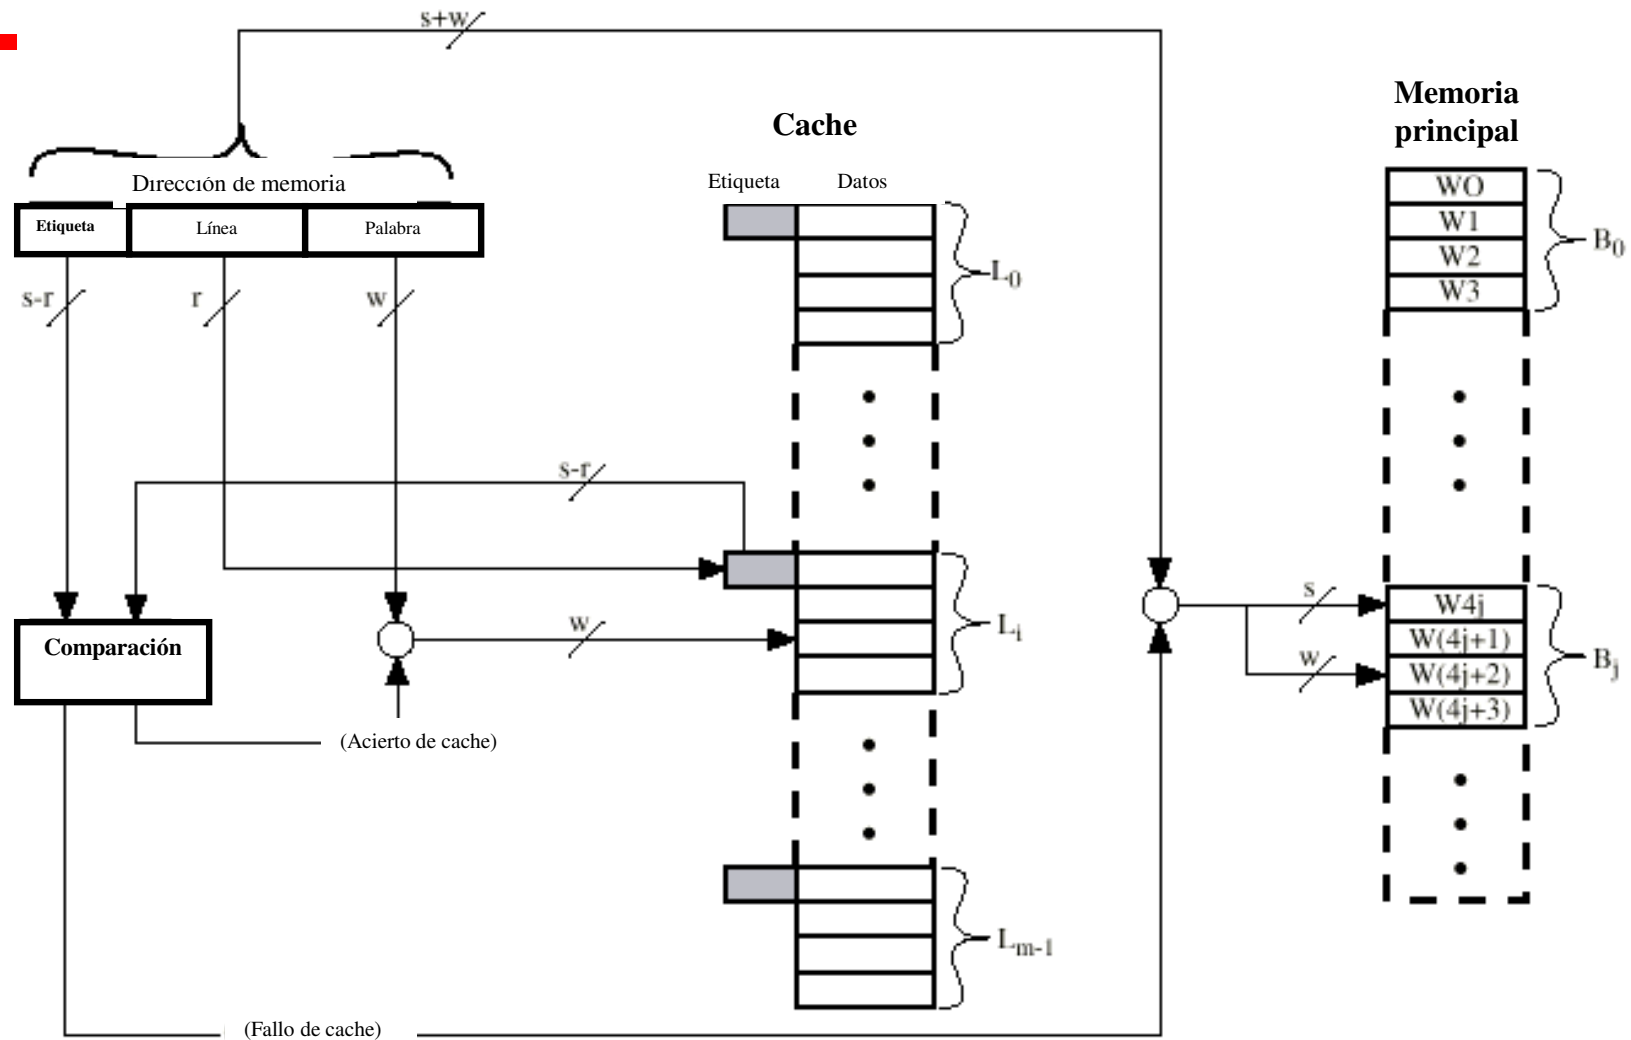 s+w
Memoria
principal
Cache
Dirección de memoria
Etiqueta Datos
Etiqueta Línea Palabra
WO
W1
W2
W3
B0
L0
s-r r w
s-r
s
W4j
W(4j+1)
W(4j+2)
W(4j+3)
Bj
w
w
Li
Comparación
(Acierto de cache)
Lm-1
(Fallo de cache)